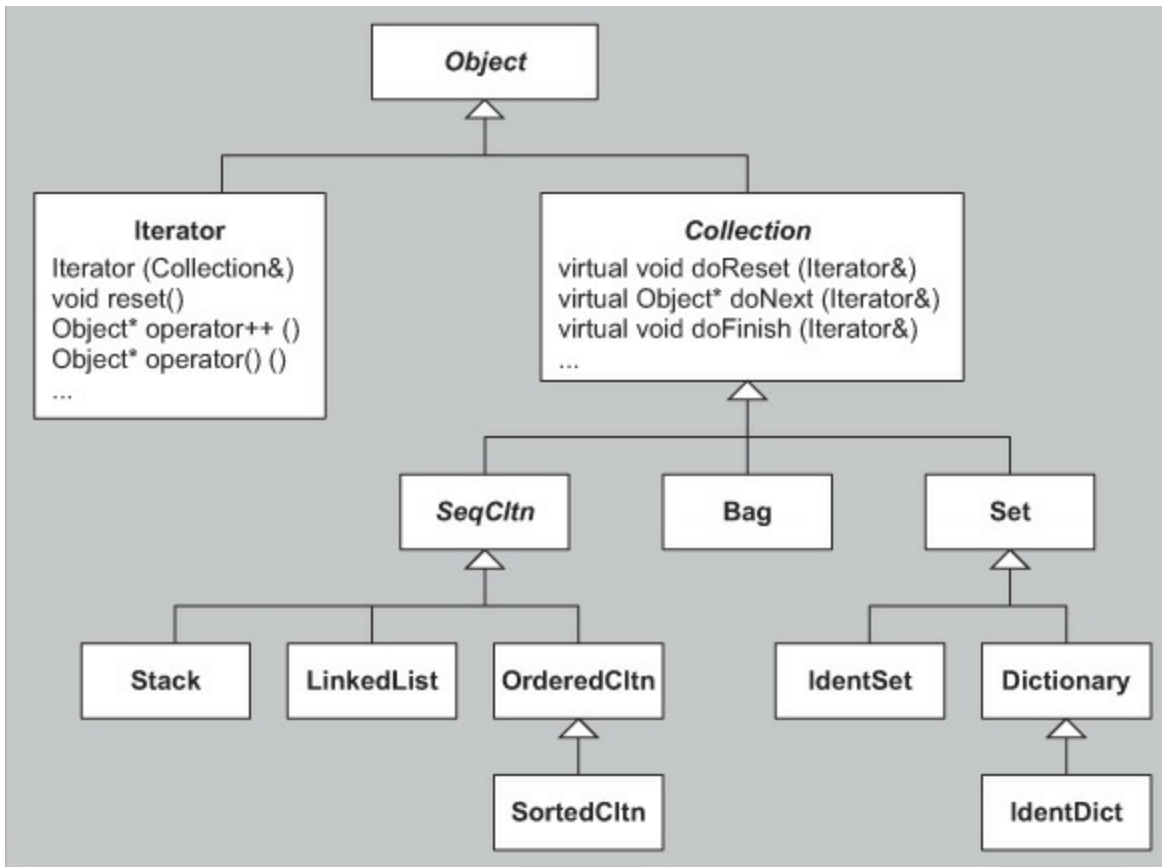 Object
Iterator
Iterator (Collection&)
void reset()
Object* operator++ ()
Object* operator() ()
...
Collection
virtual void doReset (Iterator&)
virtual Object* doNext (Iterator&)
virtual void doFinish (Iterator&)
...
SeqCltn
Bag
Set
Stack
LinkedList
OrderedCltn
IdentSet
Dictionary
SortedCltn
IdentDict